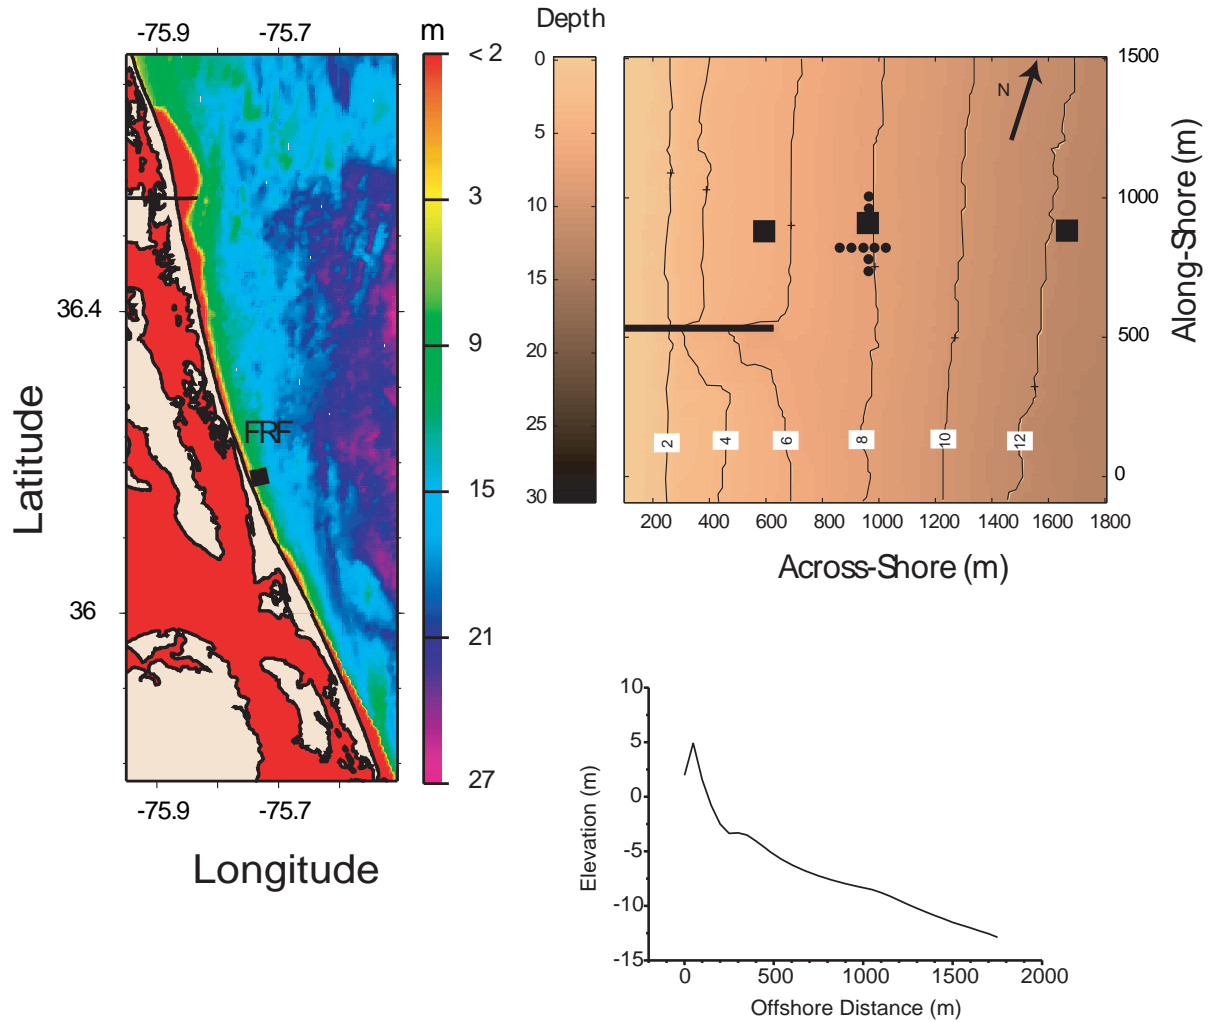 -75.9 -75.7
m
< 2
3
9
15
21
27
36.4
36
FRF
Latitude
-75.9 -75.7
Longitude
Depth
0
5
10
15
20
25
30
N
2 4 6 8 10 12
1500
1000
500
0
Along-Shore (m)
200 400 600 800 1000 1200 1400 1600 1800
Across-Shore (m)
10
5
0
-5
-10
-15
Elevation (m)
0 500 1000 1500 2000
Offshore Distance (m)